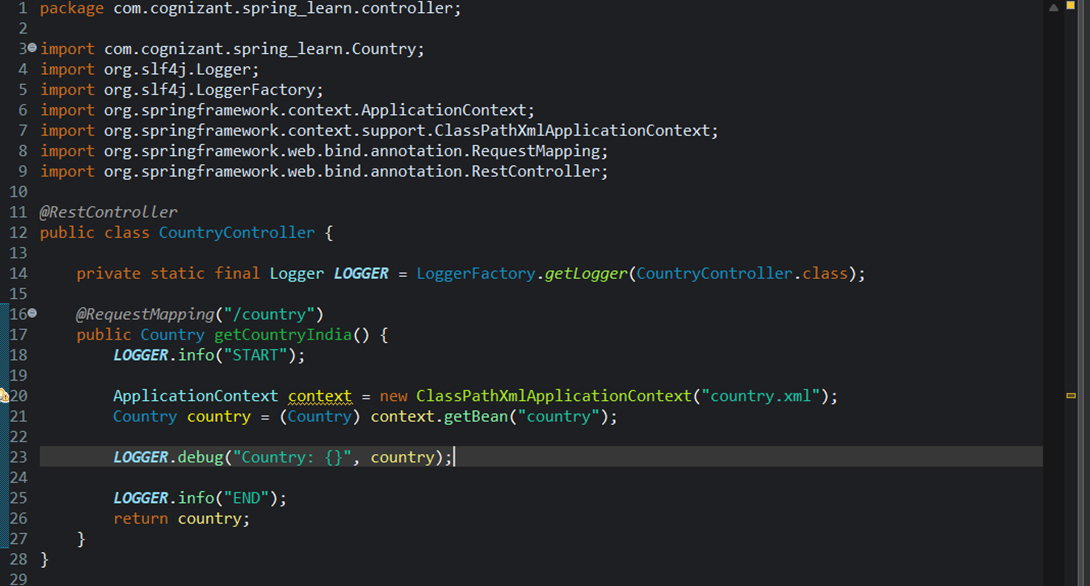 1 package com.cognizant.spring_learn.controller;
2
3 import com.cognizant.spring_learn.Country;
4 import org.slf4j.Logger;
5 import org.slf4j.LoggerFactory;
6 import org.springframework.context.ApplicationContext;
7 import org.springframework.context.support.ClassPathXmlApplicationContext;
8 import org.springframework.web.bind.annotation.RequestMapping;
9 import org.springframework.web.bind.annotation.RestController;
10
11 @RestController
12 public class CountryController {
13
14     private static final Logger LOGGER = LoggerFactory.getLogger(CountryController.class);
15
16     @RequestMapping("/country")
17     public Country getCountryIndia() {
18         LOGGER.info("START");
19
20         ApplicationContext context = new ClassPathXmlApplicationContext("country.xml");
21         Country country = (Country) context.getBean("country");
22
23         LOGGER.debug("Country: {}", country);
24
25         LOGGER.info("END");
26         return country;
27     }
28 }
29